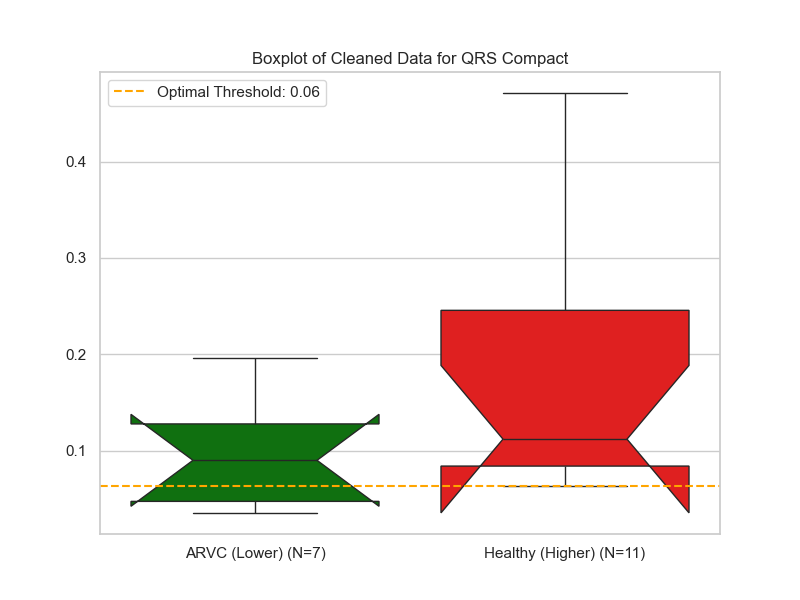 Boxplot of Cleaned Data for QRS Compact
Optimal Threshold: 0.06
0.4
0.3
0.2
0.1
ARVC (Lower) (N=7)
Healthy (Higher) (N=11)